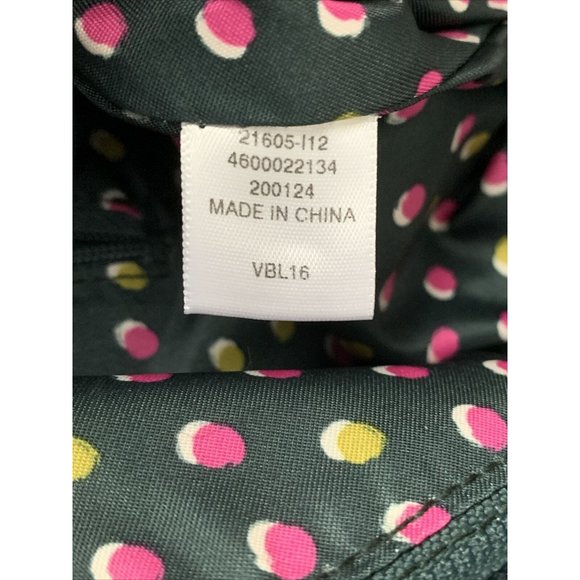 21605-I12
4600022134
200124
MADE IN CHINA
VBL16